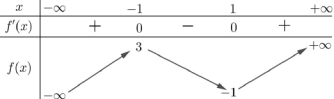 x −∞ −1 1 +∞
f′(x) + 0 − 0 +
3 +∞
f(x)
−∞ −1